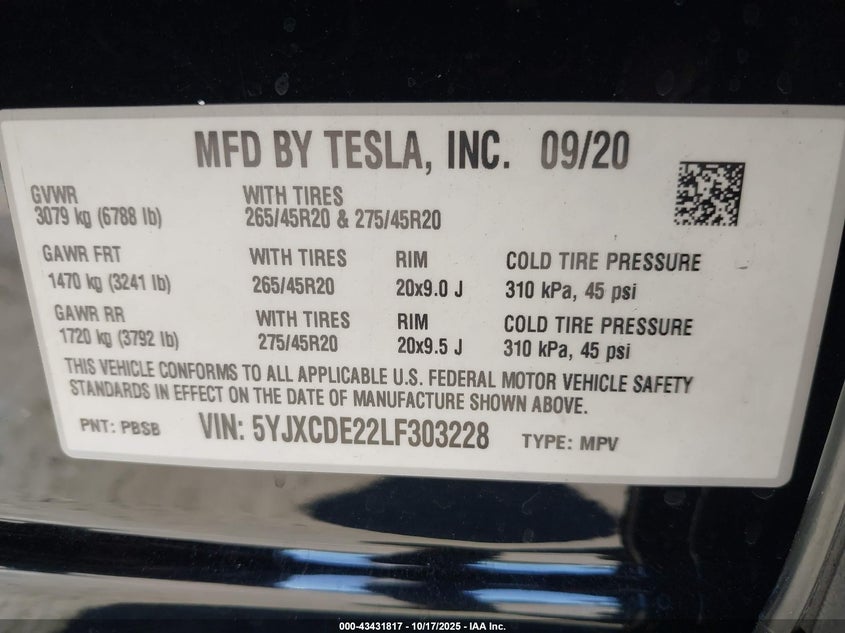 MFD BY TESLA, INC. 09/20
GVWR WITH TIRES
3079 kg (6788 lb) 265/45R20 & 275/45R20
GAWR FRT WITH TIRES RIM COLD TIRE PRESSURE
1470 kg (3241 lb) 265/45R20 20x9.0 J 310 kPa, 45 psi
GAWR RR WITH TIRES RIM COLD TIRE PRESSURE
1720 kg (3792 lb) 275/45R20 20x9.5 J 310 kPa, 45 psi
THIS VEHICLE CONFORMS TO ALL APPLICABLE U.S. FEDERAL MOTOR VEHICLE SAFETY
STANDARDS IN EFFECT ON THE DATE OF MANUFACTURE SHOWN ABOVE.
PNT: PBSB VIN: 5YJXCDE22LF303228 TYPE: MPV
000-43431817 - 10/17/2025 - IAA Inc.